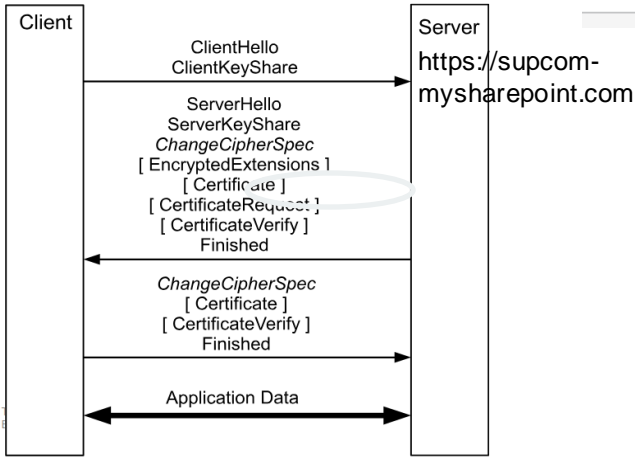 Client
Server
https://supcom-
mysharepoint.com
ClientHello
ClientKeyShare
ServerHello
ServerKeyShare
ChangeCipherSpec
[ EncryptedExtensions ]
[ Certificate ]
[ CertificateRequest ]
[ CertificateVerify ]
Finished
ChangeCipherSpec
[ Certificate ]
[ CertificateVerify ]
Finished
Application Data